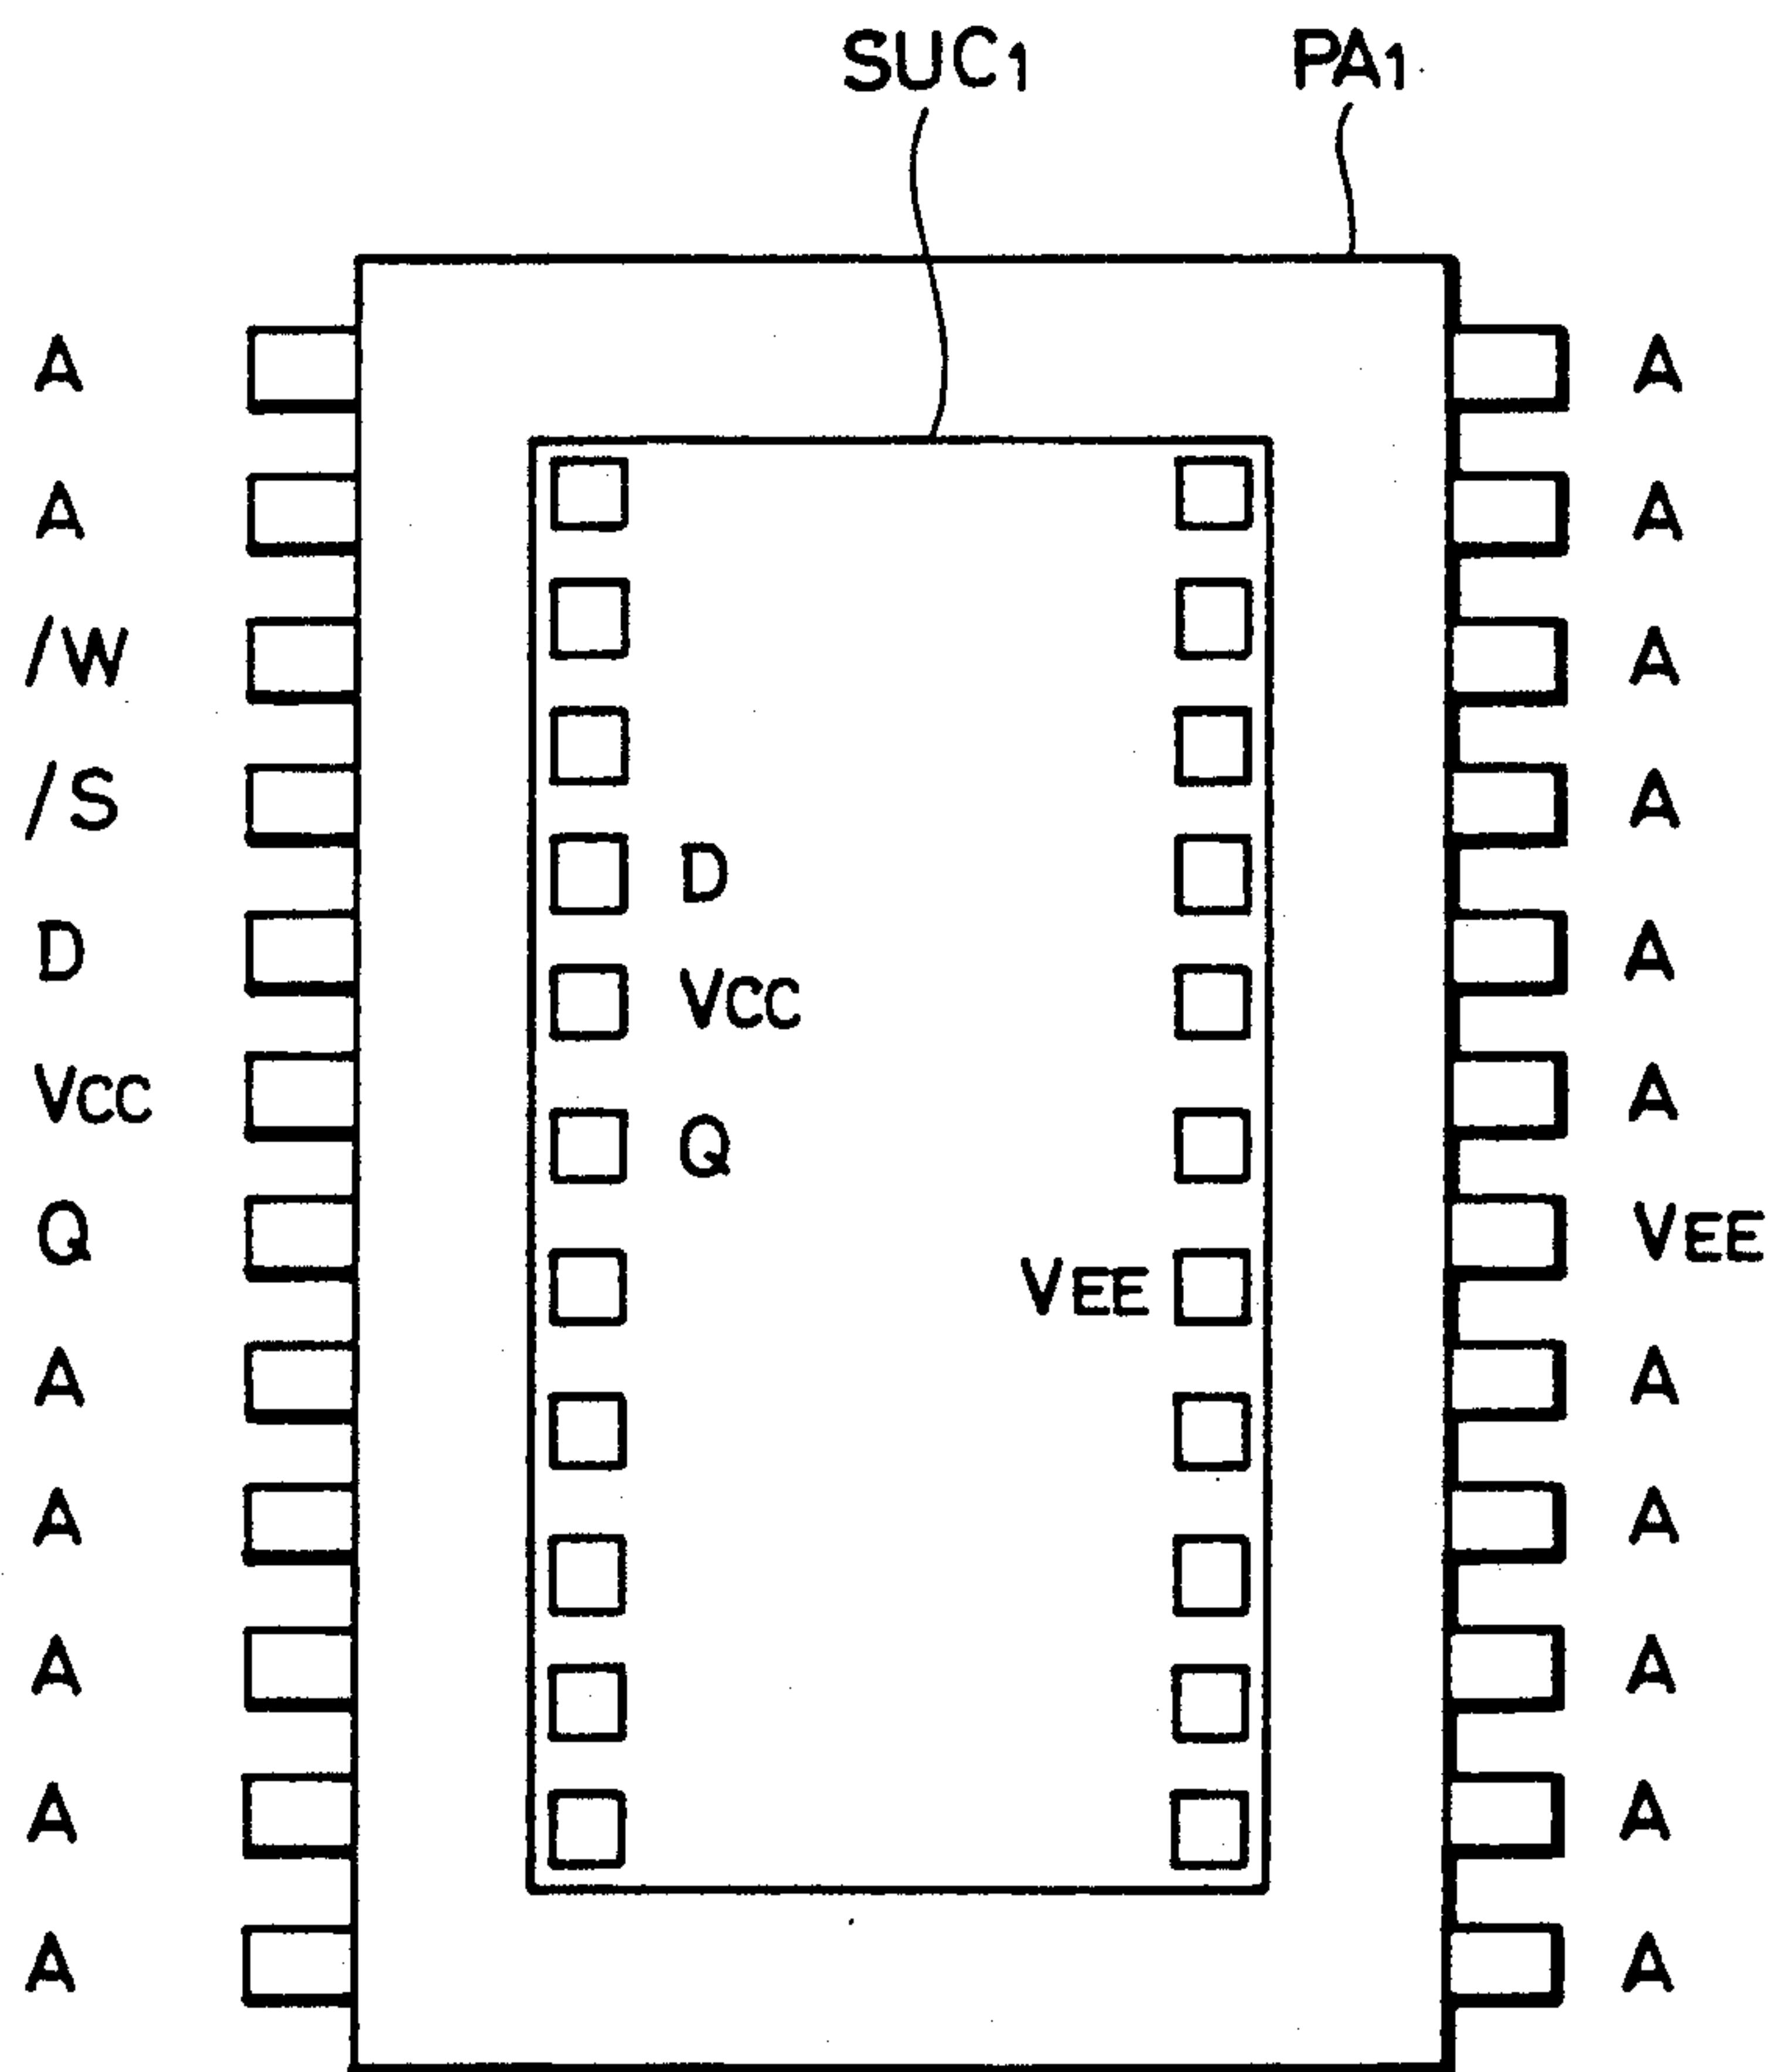 SUC1 PA1
A A
A A
/W A
/S A
D D A
VCC VCC A
Q Q VEE VEE
A A
A A
A A
A A
A A